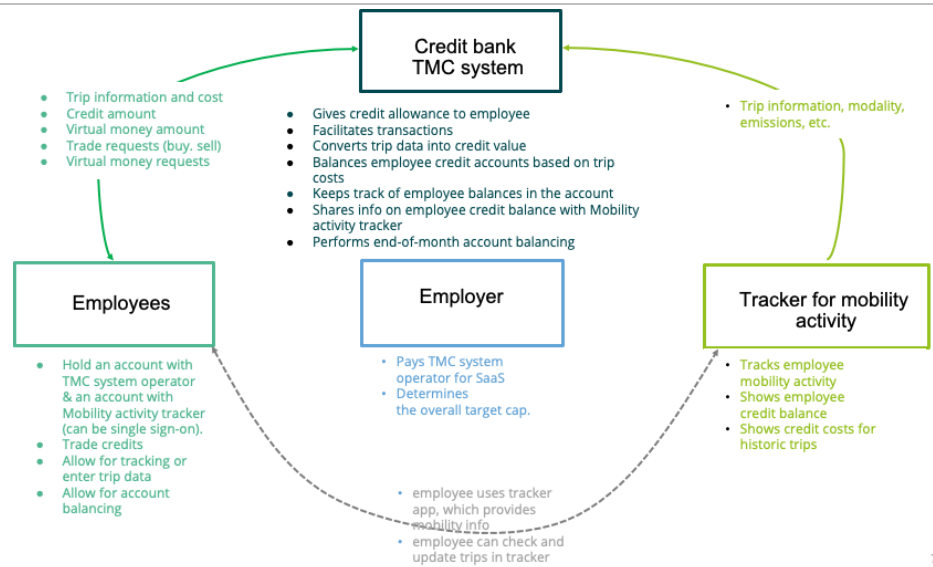 Credit bank
TMC system
Trip information and cost
Credit amount
Virtual money amount
Trade requests (buy. sell)
Virtual money requests
Gives credit allowance to employee
Facilitates transactions
Converts trip data into credit value
Balances employee credit accounts based on trip
costs
Keeps track of employee balances in the account
Shares info on employee credit balance with Mobility
activity tracker
Performs end-of-month account balancing
Trip information, modality,
emissions, etc.
Employees
Employer
Tracker for mobility
activity
Hold an account with
TMC system operator
& an account with
Mobility activity tracker
(can be single sign-on).
Trade credits
Allow for tracking or
enter trip data
Allow for account
balancing
Pays TMC system
operator for SaaS
Determines
the overall target cap.
Tracks employee
mobility activity
Shows employee
credit balance
Shows credit costs for
historic trips
employee uses tracker
app, which provides
mobility info
employee can check and
update trips in tracker